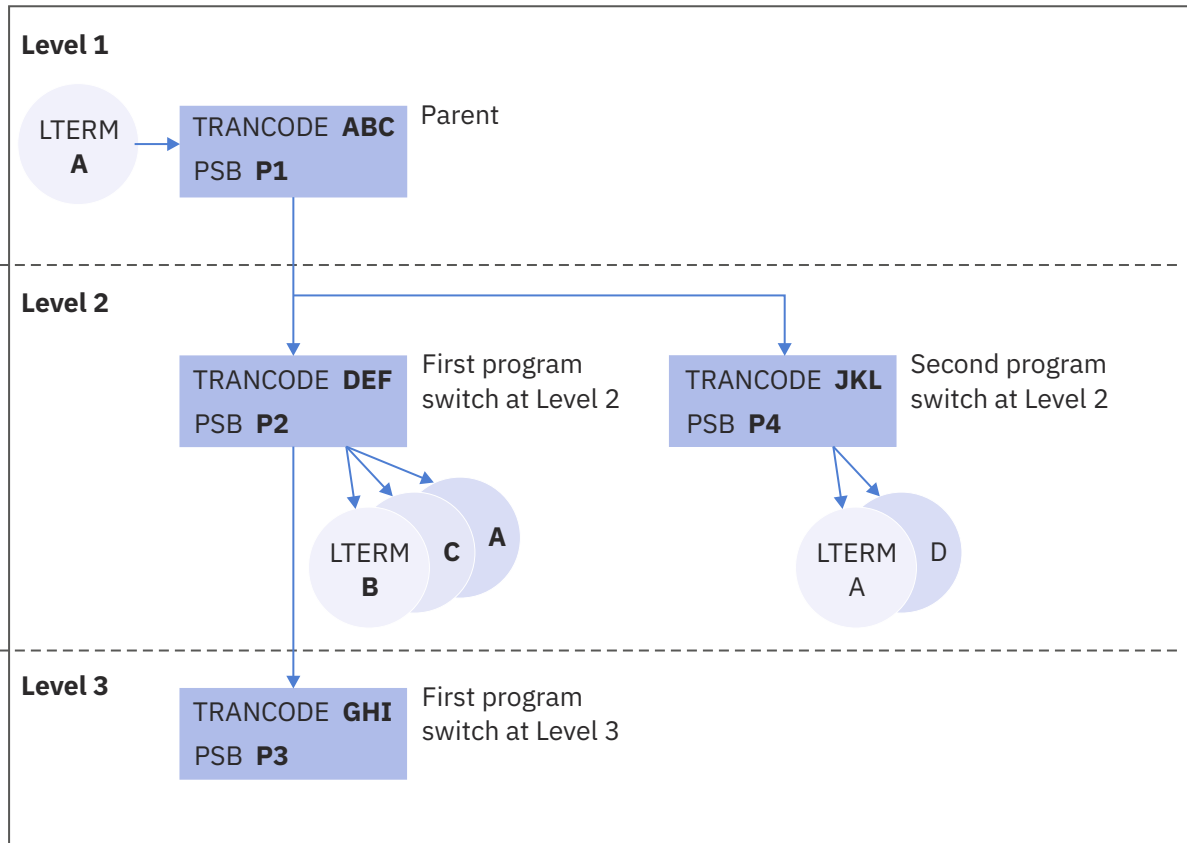 Level 1
LTERM
A
TRANCODE ABC
PSB P1
Parent
Level 2
TRANCODE DEF
PSB P2
First program
switch at Level 2
TRANCODE JKL
PSB P4
Second program
switch at Level 2
LTERM
B
C
A
LTERM
A
D
Level 3
TRANCODE GHI
PSB P3
First program
switch at Level 3